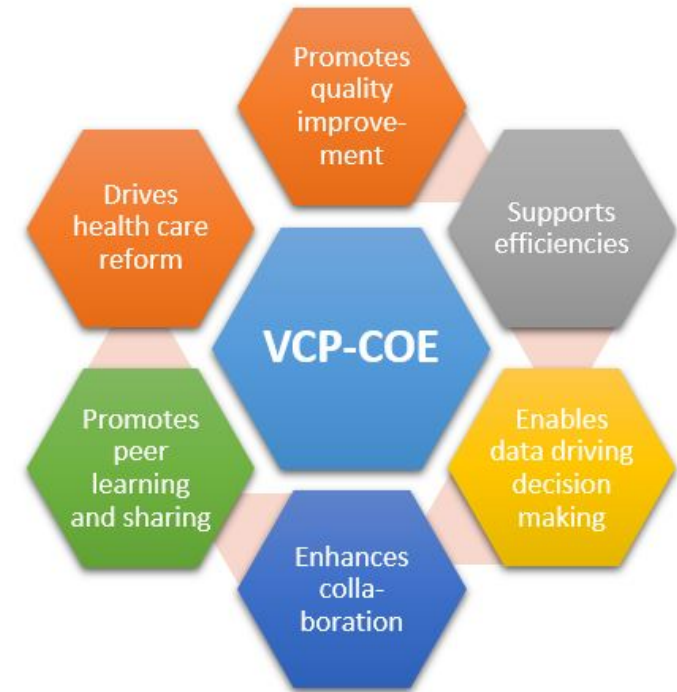 Promotes
quality
improve-
ment
Supports
efficiencies
Enables
data driving
decision
making
Enhances
colla-
boration
Promotes
peer
learning
and sharing
Drives
health care
reform
VCP-COE